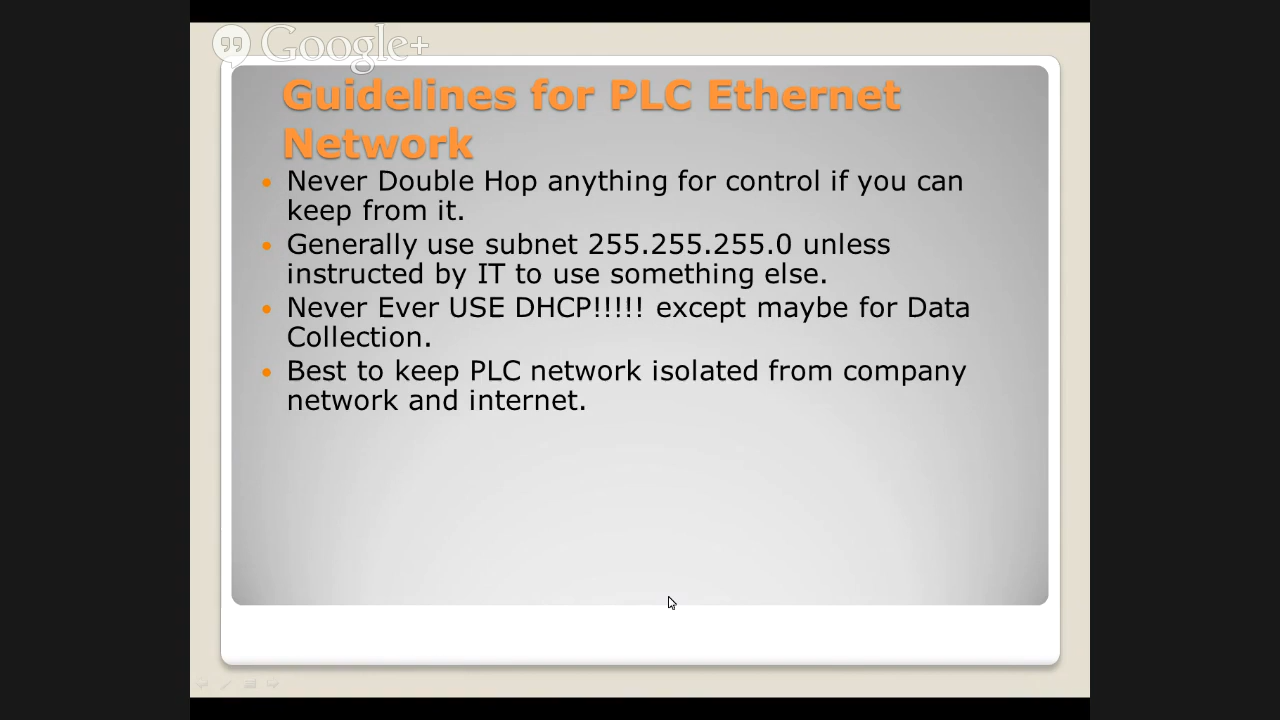 Google+
Guidelines for PLC Ethernet
Network
Never Double Hop anything for control if you can
keep from it.
Generally use subnet 255.255.255.0 unless
instructed by IT to use something else.
Never Ever USE DHCP!!!!! except maybe for Data
Collection.
Best to keep PLC network isolated from company
network and internet.